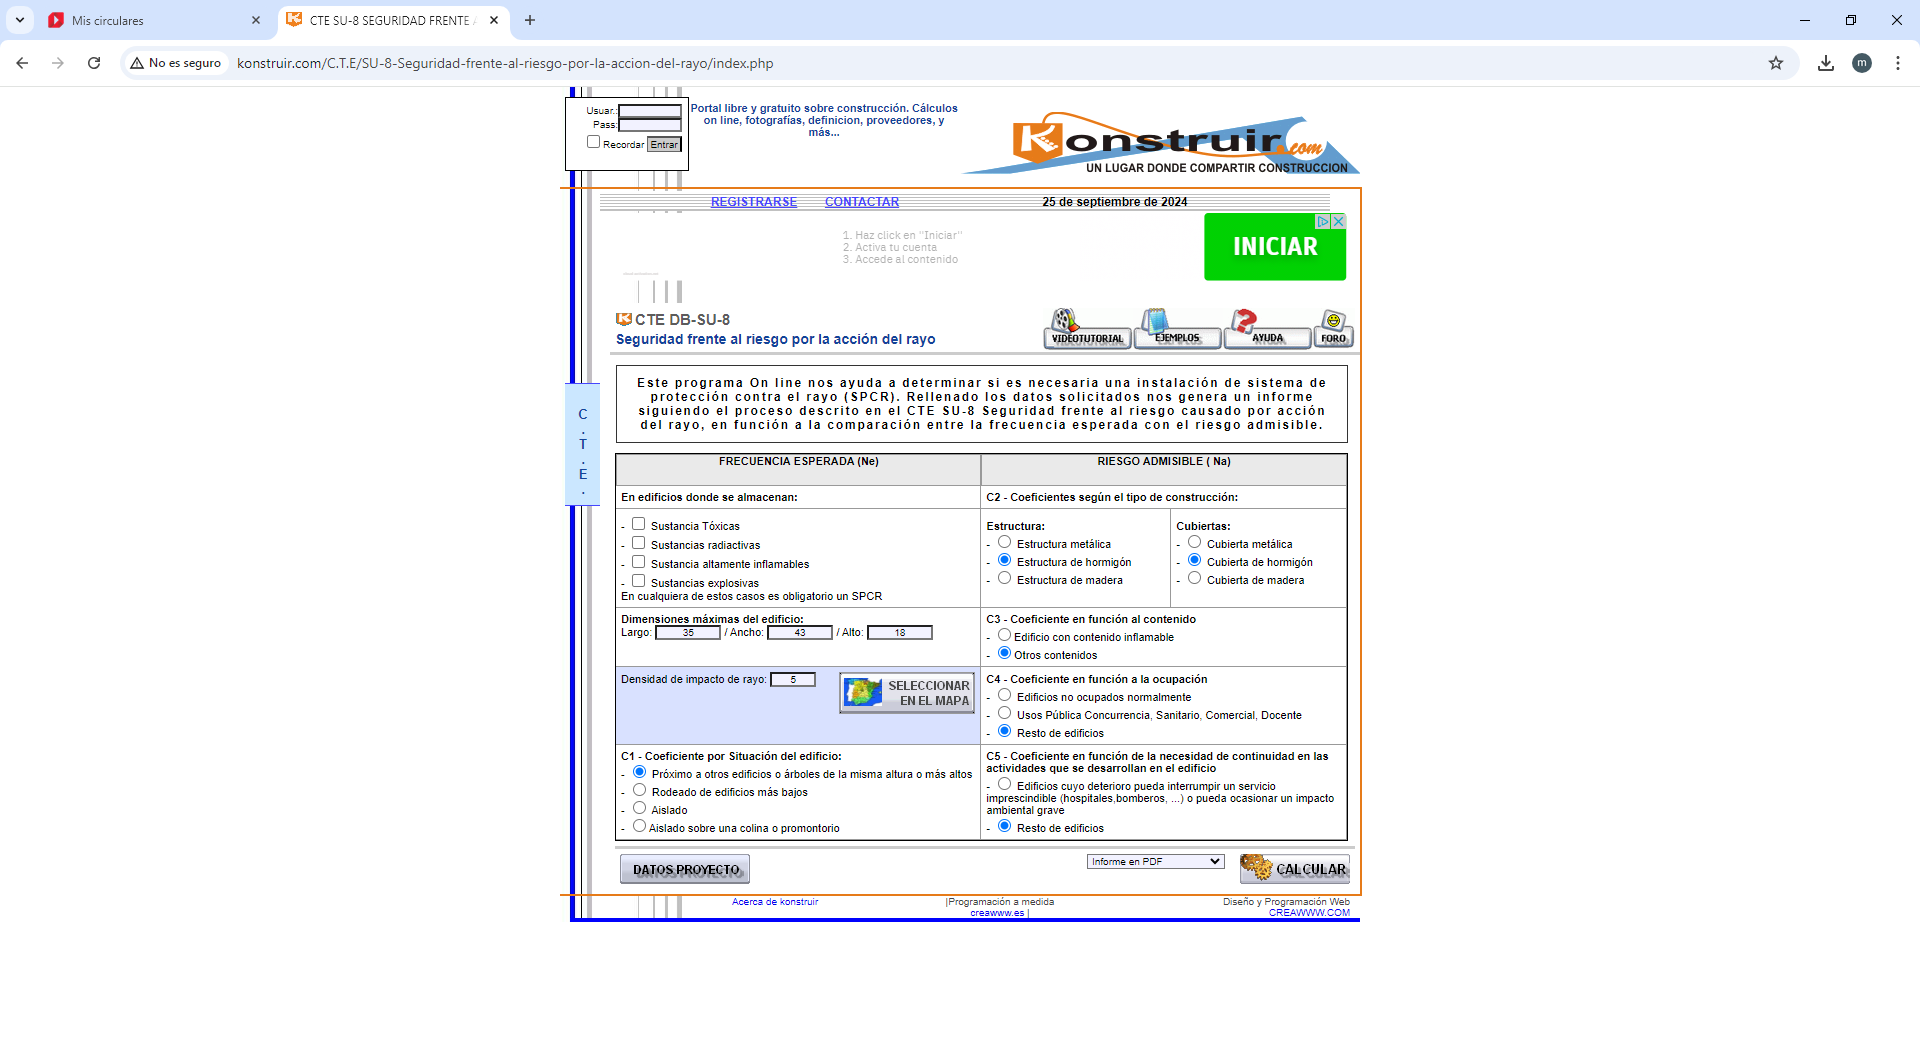 Mis circulares
CTE SU-8 SEGURIDAD FRENTE A
No es seguro
konstruir.com/C.T.E/SU-8-Seguridad-frente-al-riesgo-por-la-accion-del-rayo/index.php
m
Usuar.:
Pass:
Recordar Entrar
Portal libre y gratuito sobre construcción. Cálculos
on line, fotografías, definicion, proveedores, y
más...
Konstruir.com
UN LUGAR DONDE COMPARTIR CONSTRUCCION
REGISTRARSE CONTACTAR 25 de septiembre de 2024
1. Haz click en "Iniciar"
2. Activa tu cuenta
3. Accede al contenido
INICIAR
CTE DB-SU-8
Seguridad frente al riesgo por la acción del rayo
VIDEOTUTORIAL EJEMPLOS AYUDA FORO
C
.
T
.
E
.
Este programa On line nos ayuda a determinar si es necesaria una instalación de sistema de
protección contra el rayo (SPCR). Rellenado los datos solicitados nos genera un informe
siguiendo el proceso descrito en el CTE SU-8 Seguridad frente al riesgo causado por acción
del rayo, en función a la comparación entre la frecuencia esperada con el riesgo admisible.
FRECUENCIA ESPERADA (Ne)
En edificios donde se almacenan:
- Sustancia Tóxicas
- Sustancias radiactivas
- Sustancia altamente inflamables
- Sustancias explosivas
En cualquiera de estos casos es obligatorio un SPCR
Dimensiones máximas del edificio:
Largo: 35 / Ancho: 43 / Alto: 18
Densidad de impacto de rayo: 5
SELECCIONAR
EN EL MAPA
C1 - Coeficiente por Situación del edificio:
- Próximo a otros edificios o árboles de la misma altura o más altos
- Rodeado de edificios más bajos
- Aislado
- Aislado sobre una colina o promontorio
RIESGO ADMISIBLE ( Na)
C2 - Coeficientes según el tipo de construcción:
Estructura:
- Estructura metálica
- Estructura de hormigón
- Estructura de madera
Cubiertas:
- Cubierta metálica
- Cubierta de hormigón
- Cubierta de madera
C3 - Coeficiente en función al contenido
- Edificio con contenido inflamable
- Otros contenidos
C4 - Coeficiente en función a la ocupación
- Edificios no ocupados normalmente
- Usos Pública Concurrencia, Sanitario, Comercial, Docente
- Resto de edificios
C5 - Coeficiente en función de la necesidad de continuidad en las
actividades que se desarrollan en el edificio
- Edificios cuyo deterioro pueda interrumpir un servicio
imprescindible (hospitales,bomberos, ...) o pueda ocasionar un impacto
ambiental grave
- Resto de edificios
DATOS PROYECTO
Informe en PDF
CALCULAR
Acerca de konstruir
|Programación a medida
creawww.es |
Diseño y Programación Web
CREAWWW.COM